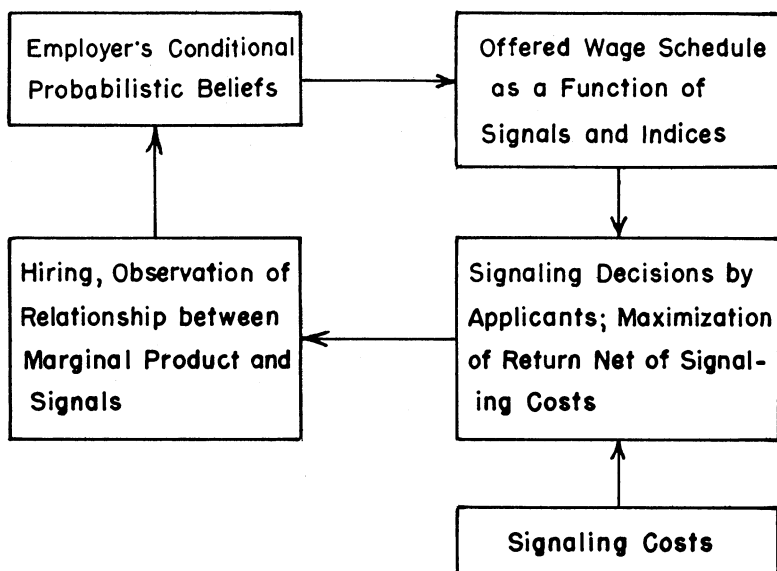 Employer's Conditional
Probabilistic Beliefs
Offered Wage Schedule
as a Function of
Signals and Indices
Hiring, Observation of
Relationship between
Marginal Product and
Signals
Signaling Decisions by
Applicants; Maximization
of Return Net of Signal-
ing Costs
Signaling Costs